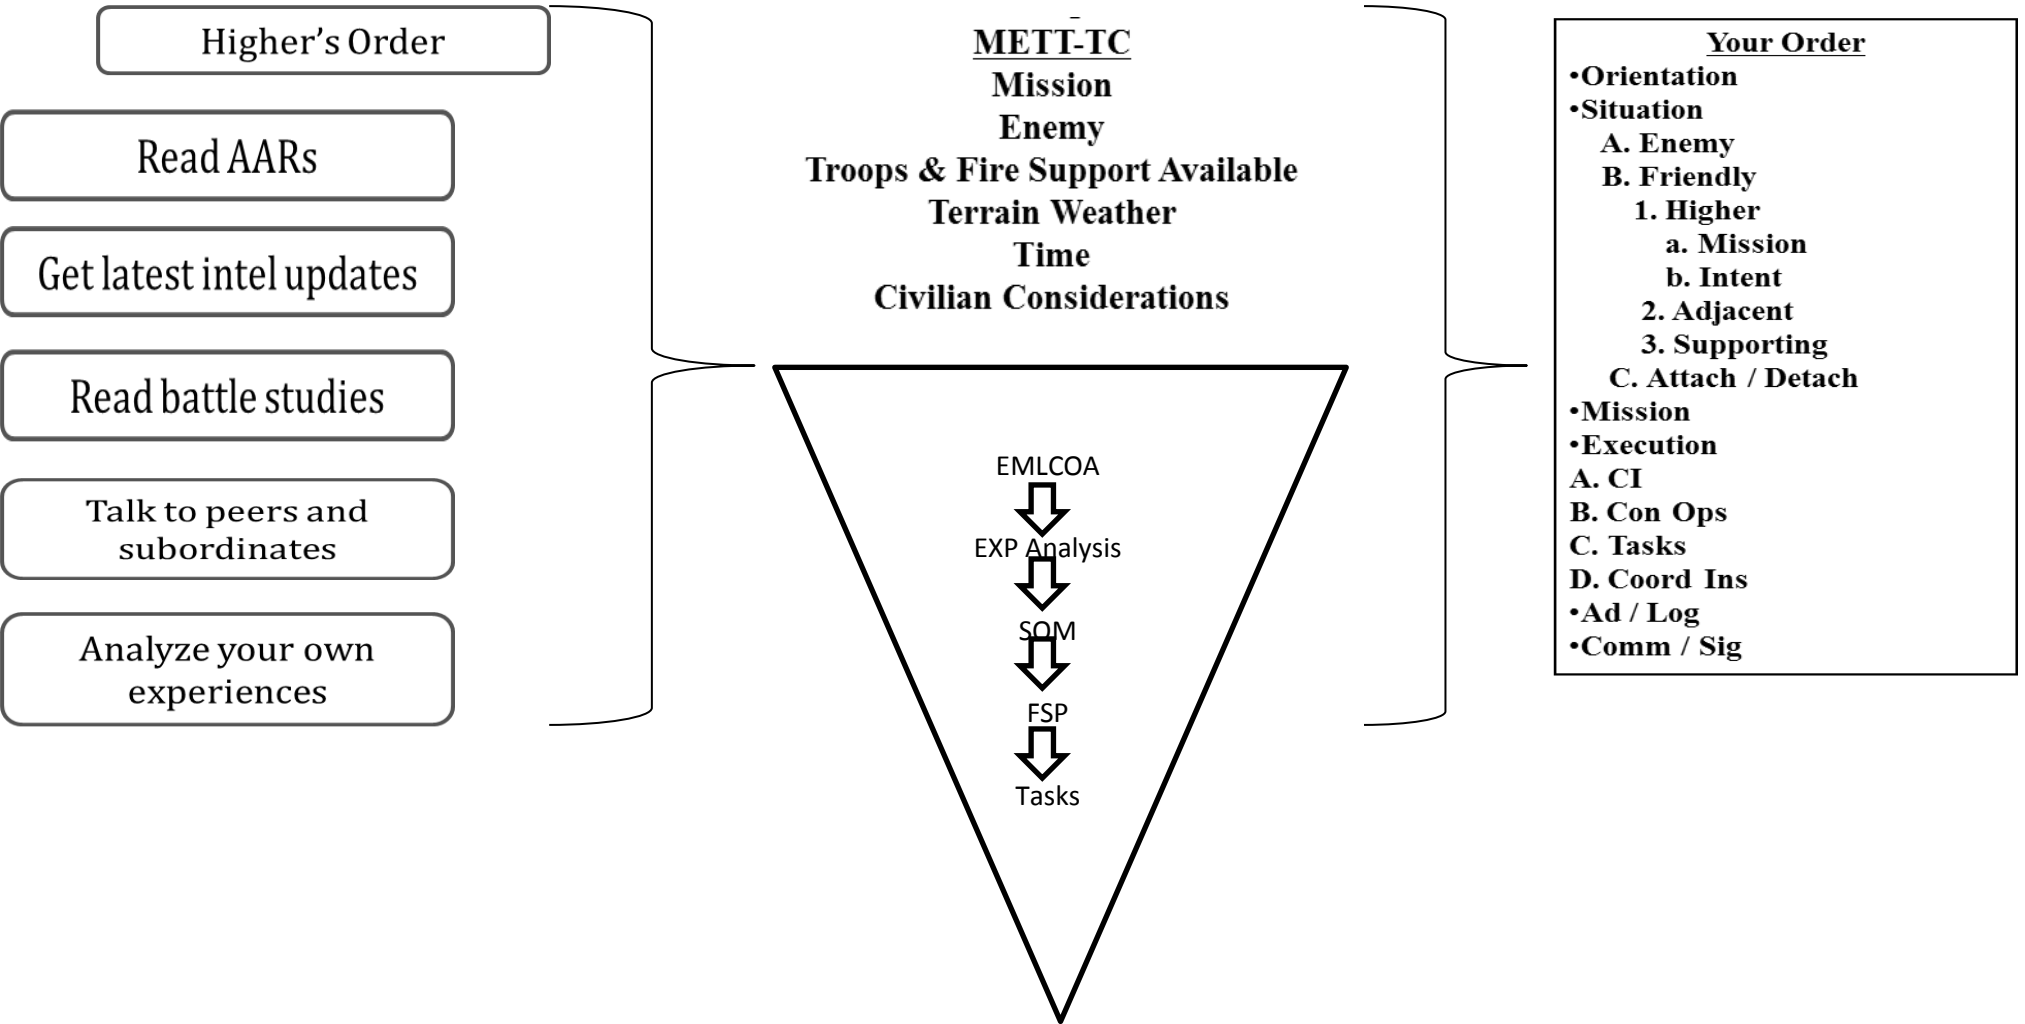 Higher’s Order
Read AARs
Get latest intel updates
Read battle studies
Talk to peers and
subordinates
Analyze your own
experiences
METT-TC
Mission
Enemy
Troops & Fire Support Available
Terrain Weather
Time
Civilian Considerations
EMLCOA
EXP Analysis
SOM
FSP
Tasks
Your Order
•Orientation
•Situation
A. Enemy
B. Friendly
1. Higher
a. Mission
b. Intent
2. Adjacent
3. Supporting
C. Attach / Detach
•Mission
•Execution
A. CI
B. Con Ops
C. Tasks
D. Coord Ins
•Ad / Log
•Comm / Sig